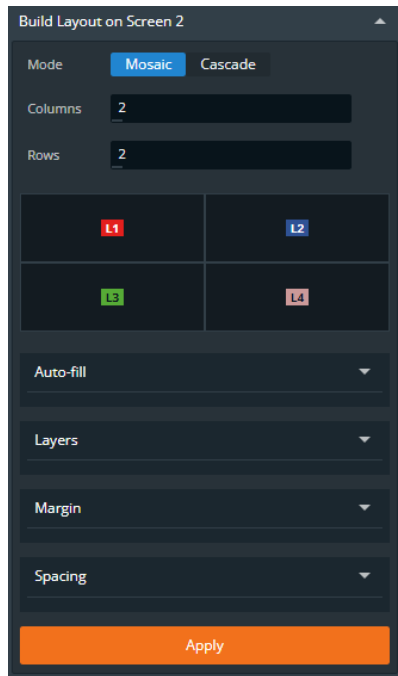 Build Layout on Screen 2
Mode Mosaic Cascade
Columns 2
Rows 2
L1 L2
L3 L4
Auto-fill
Layers
Margin
Spacing
Apply